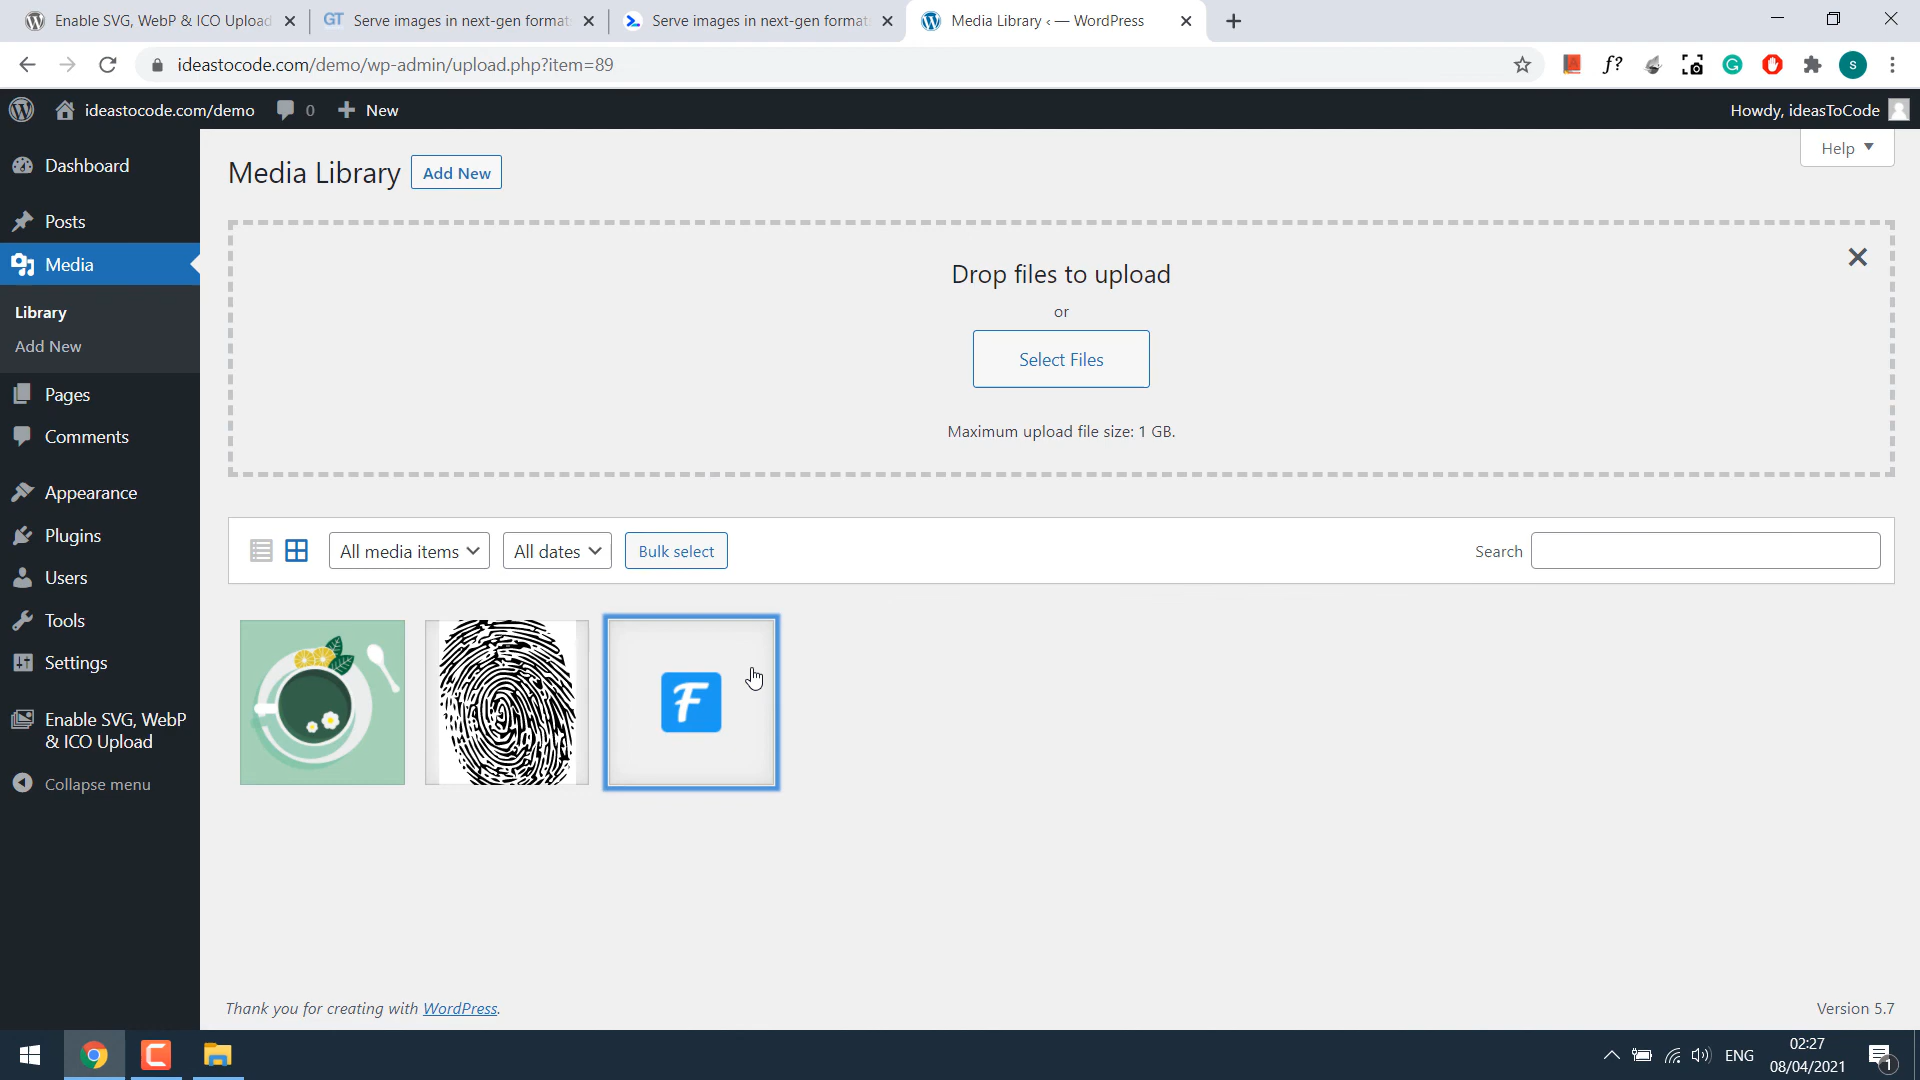 Enable SVG, WebP & ICO Upload
GT Serve images in next-gen format
Serve images in next-gen format
Media Library ‹ — WordPress
ideastocode.com/demo/wp-admin/upload.php?item=89
f?
S
ideastocode.com/demo
0
New
Howdy, ideasToCode
Dashboard
Posts
Media
Library
Add New
Pages
Comments
Appearance
Plugins
Users
Tools
Settings
Enable SVG, WebP
& ICO Upload
Collapse menu
Media Library
Add New
Help
Drop files to upload
or
Select Files
Maximum upload file size: 1 GB.
All media items
All dates
Bulk select
Search
F
Thank you for creating with WordPress.
Version 5.7
ENG
02:27
08/04/2021
1